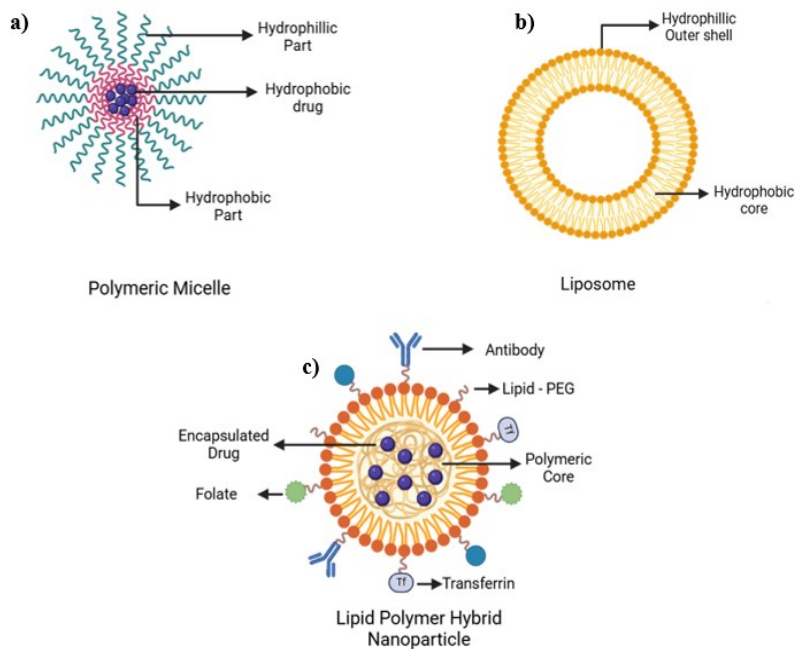 a)
Hydrophillic
Part
Hydrophobic
drug
Hydrophobic
Part
Polymeric Micelle
b)
Hydrophillic
Outer shell
Hydrophobic
core
Liposome
c)
Antibody
Lipid - PEG
Tf
Encapsulated
Drug
Polymeric
Core
Folate
Tf
Transferrin
Lipid Polymer Hybrid
Nanoparticle